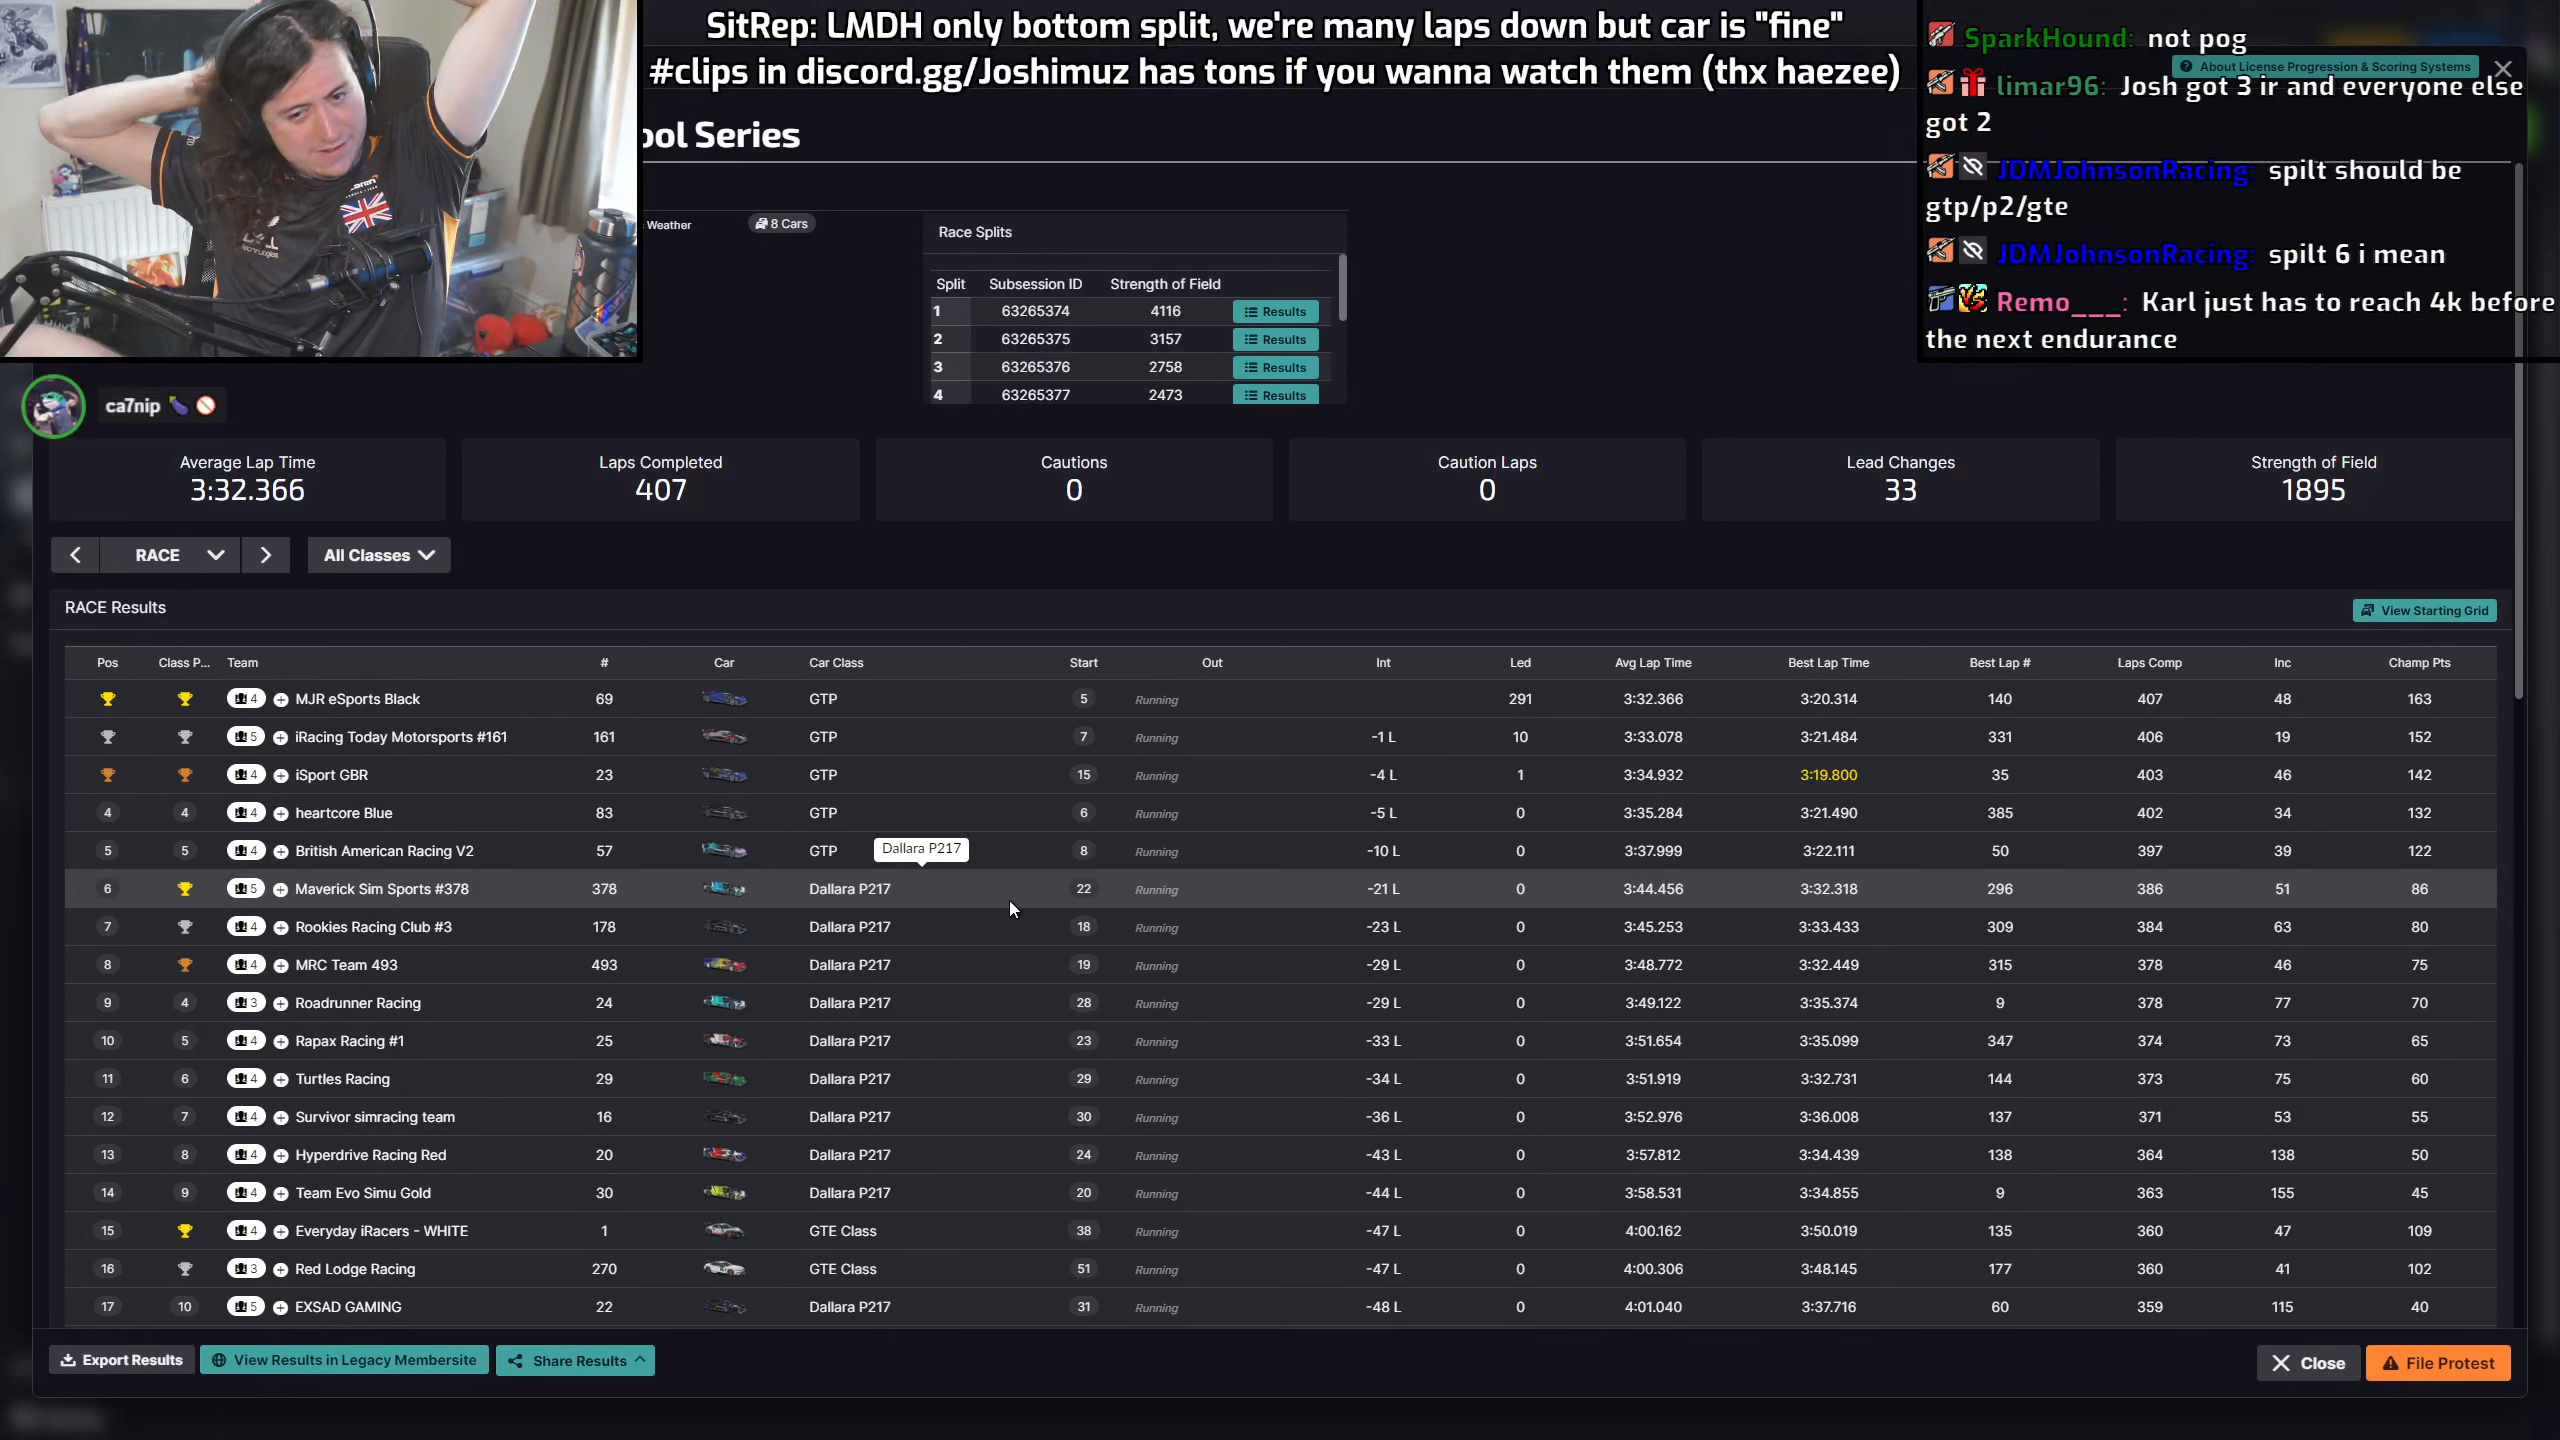 SitRep: LMDH only bottom split, we're many laps down but car is "fine"
#clips in discord.gg/Joshimuz has tons if you wanna watch them (thx haezee)
SparkHound: not pog
About License Progression & Scoring Systems
limar96: Josh got 3 ir and everyone else
got 2
JDMJohnsonRacing: spilt should be
gtp/p2/gte
JDMJohnsonRacing: spilt 6 i mean
Remo___: Karl just has to reach 4k before
the next endurance
ool Series
Weather 8 Cars
Race Splits
Split Subsession ID Strength of Field
1 63265374 4116 Results
2 63265375 3157 Results
3 63265376 2758 Results
4 63265377 2473 Results
ca7nip
Average Lap Time Laps Completed Cautions Caution Laps Lead Changes Strength of Field
3:32.366 407 0 0 33 1895
RACE All Classes
RACE Results View Starting Grid
Pos Class P... Team # Car Car Class Start Out Int Led Avg Lap Time Best Lap Time Best Lap # Laps Comp Inc Champ Pts
4 MJR eSports Black 69 GTP 5 Running 291 3:32.366 3:20.314 140 407 48 163
5 iRacing Today Motorsports #161 161 GTP 7 Running -1 L 10 3:33.078 3:21.484 331 406 19 152
4 iSport GBR 23 GTP 15 Running -4 L 1 3:34.932 3:19.800 35 403 46 142
4 4 4 heartcore Blue 83 GTP 6 Running -5 L 0 3:35.284 3:21.490 385 402 34 132
5 5 4 British American Racing V2 57 GTP 8 Running -10 L 0 3:37.999 3:22.111 50 397 39 122
Dallara P217
6 5 Maverick Sim Sports #378 378 Dallara P217 22 Running -21 L 0 3:44.456 3:32.318 296 386 51 86
7 4 Rookies Racing Club #3 178 Dallara P217 18 Running -23 L 0 3:45.253 3:33.433 309 384 63 80
8 4 MRC Team 493 493 Dallara P217 19 Running -29 L 0 3:48.772 3:32.449 315 378 46 75
9 4 3 Roadrunner Racing 24 Dallara P217 28 Running -29 L 0 3:49.122 3:35.374 9 378 77 70
10 5 4 Rapax Racing #1 25 Dallara P217 23 Running -33 L 0 3:51.654 3:35.099 347 374 73 65
11 6 4 Turtles Racing 29 Dallara P217 29 Running -34 L 0 3:51.919 3:32.731 144 373 75 60
12 7 4 Survivor simracing team 16 Dallara P217 30 Running -36 L 0 3:52.976 3:36.008 137 371 53 55
13 8 4 Hyperdrive Racing Red 20 Dallara P217 24 Running -43 L 0 3:57.812 3:34.439 138 364 138 50
14 9 4 Team Evo Simu Gold 30 Dallara P217 20 Running -44 L 0 3:58.531 3:34.855 9 363 155 45
15 4 Everyday iRacers - WHITE 1 GTE Class 38 Running -47 L 0 4:00.162 3:50.019 135 360 47 109
16 3 Red Lodge Racing 270 GTE Class 51 Running -47 L 0 4:00.306 3:48.145 177 360 41 102
17 10 5 EXSAD GAMING 22 Dallara P217 31 Running -48 L 0 4:01.040 3:37.716 60 359 115 40
Export Results View Results in Legacy Membersite Share Results Close File Protest